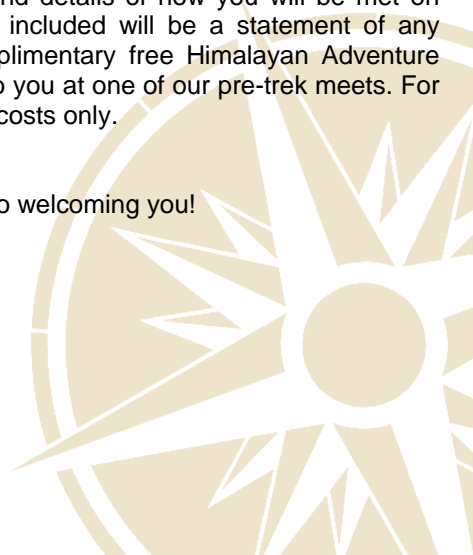 nd details of how you will be met on
included will be a statement of any
plimentary free Himalayan Adventure
o you at one of our pre-trek meets. For
costs only.
o welcoming you!